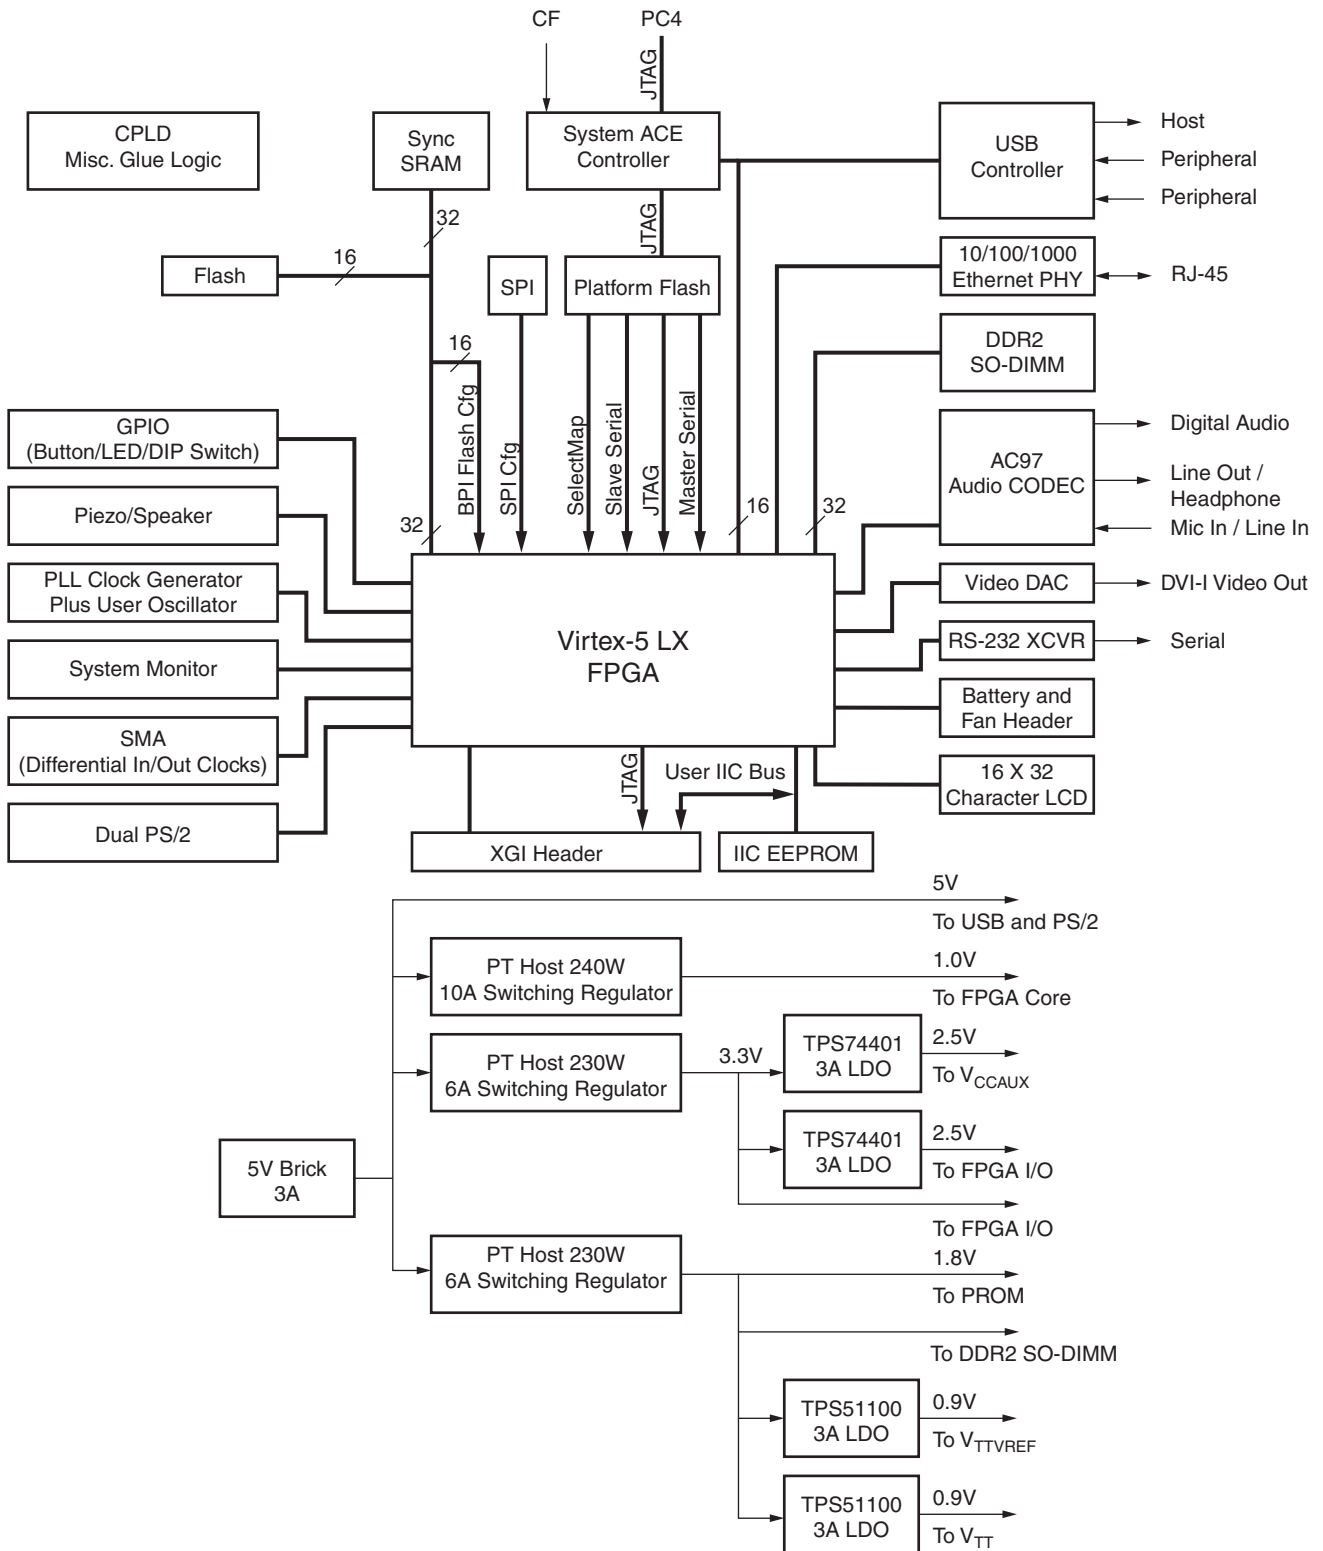 CF
PC4
JTAG
CPLD
Misc. Glue Logic
Sync
SRAM
System ACE
Controller
USB
Controller
Host
Peripheral
Peripheral
32
JTAG
16
Flash
SPI
Platform Flash
10/100/1000
Ethernet PHY
RJ-45
DDR2
SO-DIMM
16
BPI Flash Cfg
SPI Cfg
SelectMap
Slave Serial
JTAG
Master Serial
16
32
32
GPIO
(Button/LED/DIP Switch)
Piezo/Speaker
PLL Clock Generator
Plus User Oscillator
System Monitor
SMA
(Differential In/Out Clocks)
Dual PS/2
Virtex-5 LX
FPGA
AC97
Audio CODEC
Digital Audio
Line Out /
Headphone
Mic In / Line In
Video DAC
DVI-I Video Out
RS-232 XCVR
Serial
Battery and
Fan Header
16 X 32
Character LCD
JTAG
User IIC Bus
XGI Header
IIC EEPROM
5V
To USB and PS/2
PT Host 240W
10A Switching Regulator
1.0V
To FPGA Core
PT Host 230W
6A Switching Regulator
3.3V
TPS74401
3A LDO
2.5V
To VCCAUX
TPS74401
3A LDO
2.5V
To FPGA I/O
5V Brick
3A
To FPGA I/O
PT Host 230W
6A Switching Regulator
1.8V
To PROM
To DDR2 SO-DIMM
TPS51100
3A LDO
0.9V
To VTTVREF
TPS51100
3A LDO
0.9V
To VTT